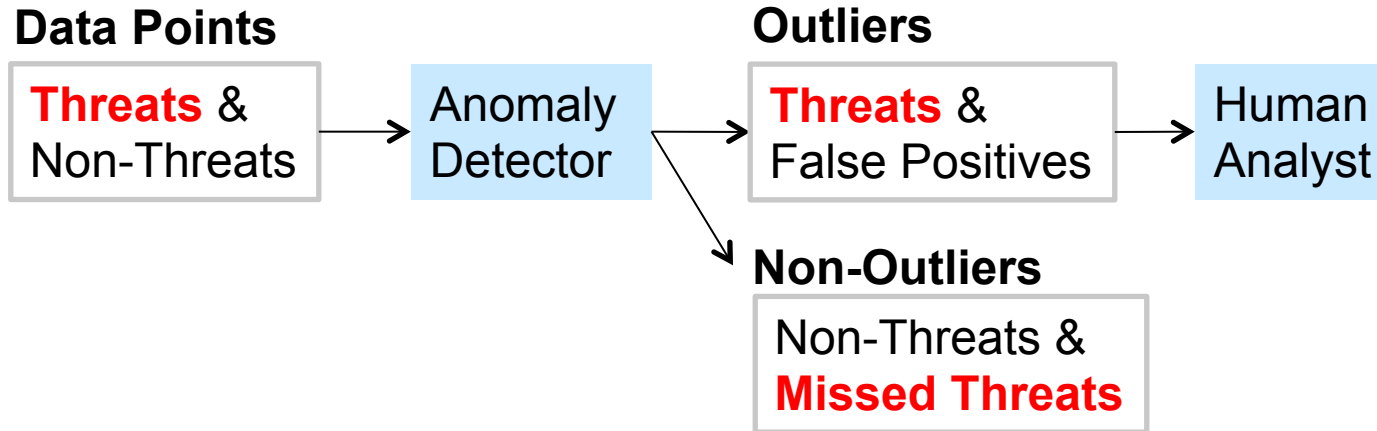 Data Points
Threats &
Non-Threats
Anomaly
Detector
Outliers
Threats &
False Positives
Human
Analyst
Non-Outliers
Non-Threats &
Missed Threats